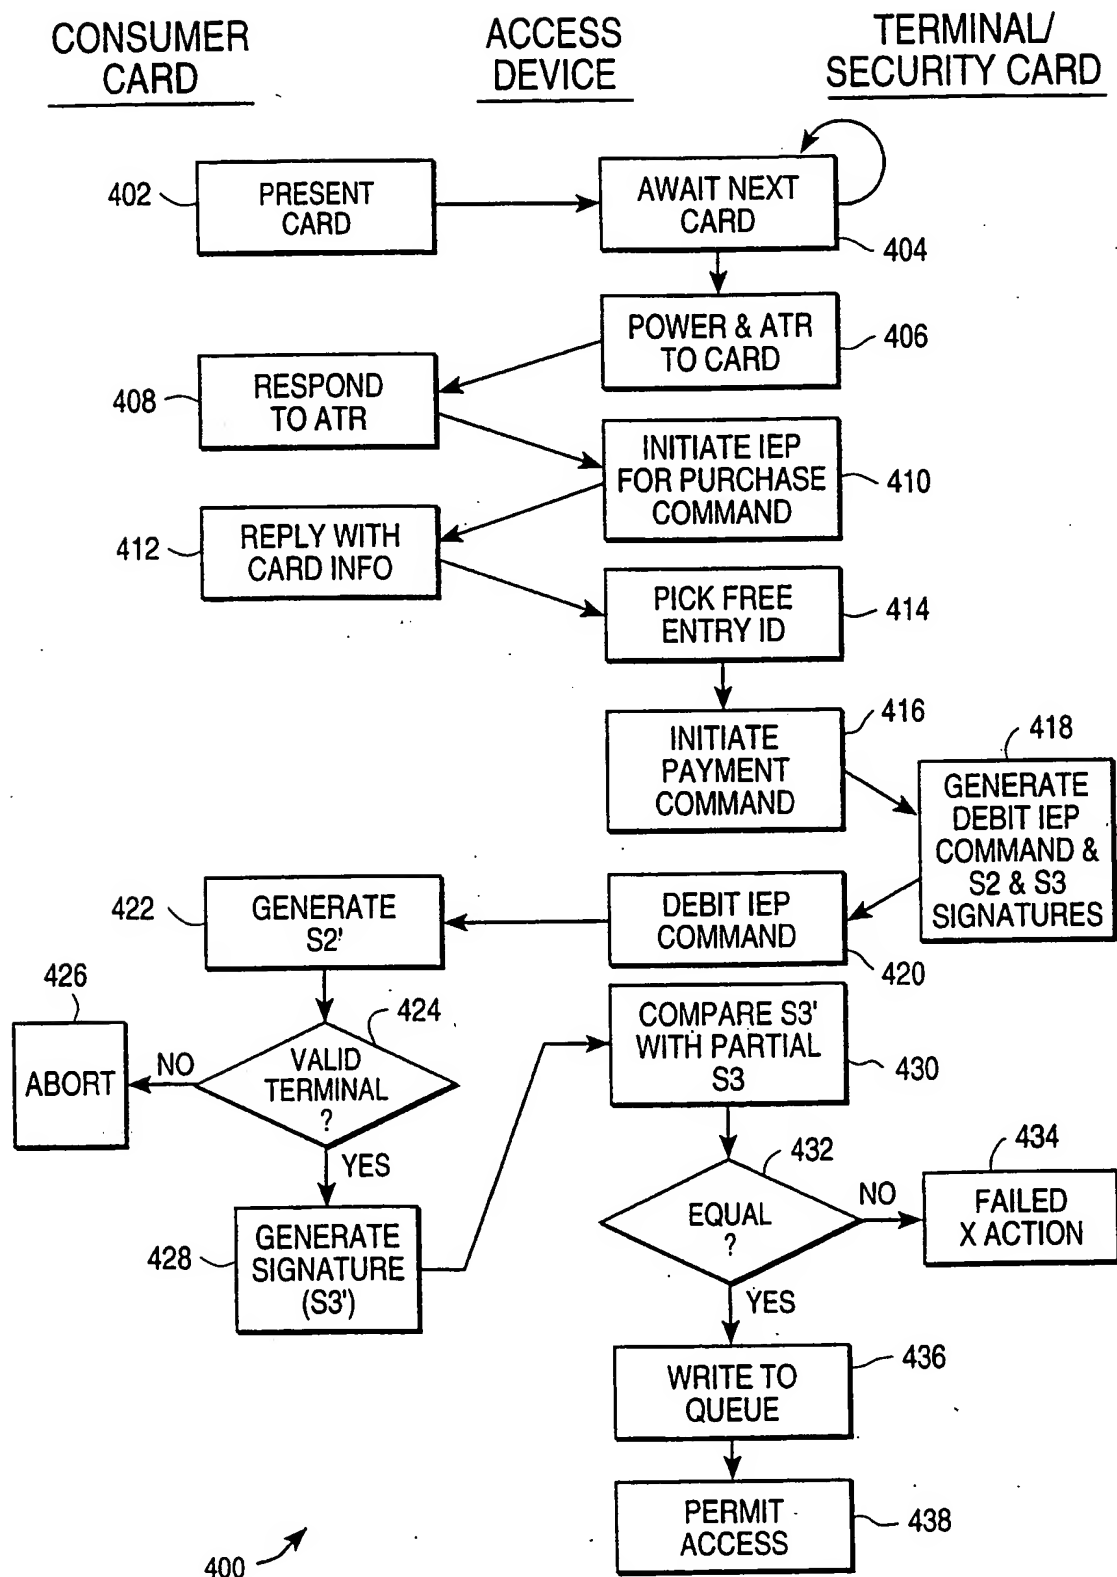 CONSUMER
CARD
ACCESS
DEVICE
TERMINAL/
SECURITY CARD
402
PRESENT
CARD
AWAIT NEXT
CARD
404
POWER & ATR
TO CARD
406
408
RESPOND
TO ATR
INITIATE IEP
FOR PURCHASE
COMMAND
410
412
REPLY WITH
CARD INFO
PICK FREE
ENTRY ID
414
416
INITIATE
PAYMENT
COMMAND
418
GENERATE
DEBIT IEP
COMMAND &
S2 & S3
SIGNATURES
422
GENERATE
S2'
DEBIT IEP
COMMAND
420
426
ABORT
NO
424
VALID
TERMINAL
?
YES
COMPARE S3'
WITH PARTIAL
S3
430
428
GENERATE
SIGNATURE
(S3')
432
EQUAL
?
NO
434
FAILED
X ACTION
YES
WRITE TO
QUEUE
436
PERMIT
ACCESS
438
400